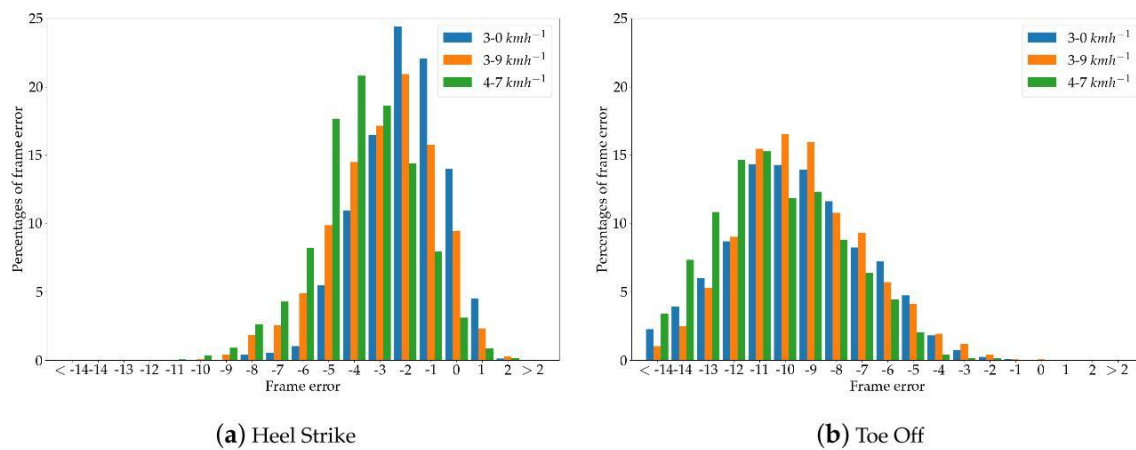 25
20
15
10
5
0
Percentages of frame error
3-0 kmh⁻¹
3-9 kmh⁻¹
4-7 kmh⁻¹
< -14 -14 -13 -12 -11 -10 -9 -8 -7 -6 -5 -4 -3 -2 -1 0 1 2 > 2
Frame error
(a) Heel Strike
25
20
15
10
5
0
Percentages of frame error
3-0 kmh⁻¹
3-9 kmh⁻¹
4-7 kmh⁻¹
< -14 -14 -13 -12 -11 -10 -9 -8 -7 -6 -5 -4 -3 -2 -1 0 1 2 > 2
Frame error
(b) Toe Off